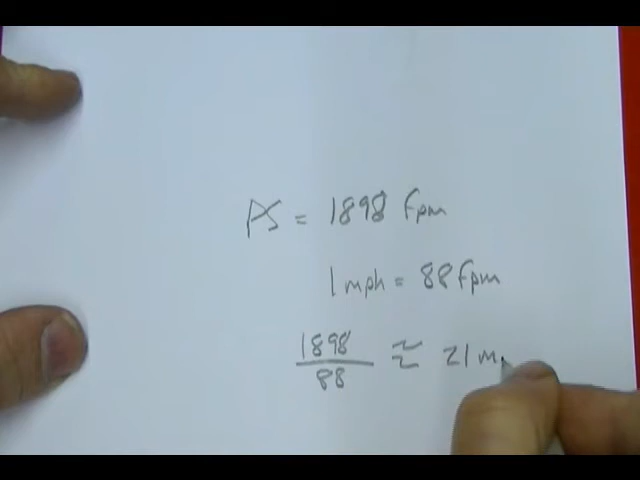 PS = 1898 fpm
1 mph = 88 fpm
1898
88
≈ 21 m